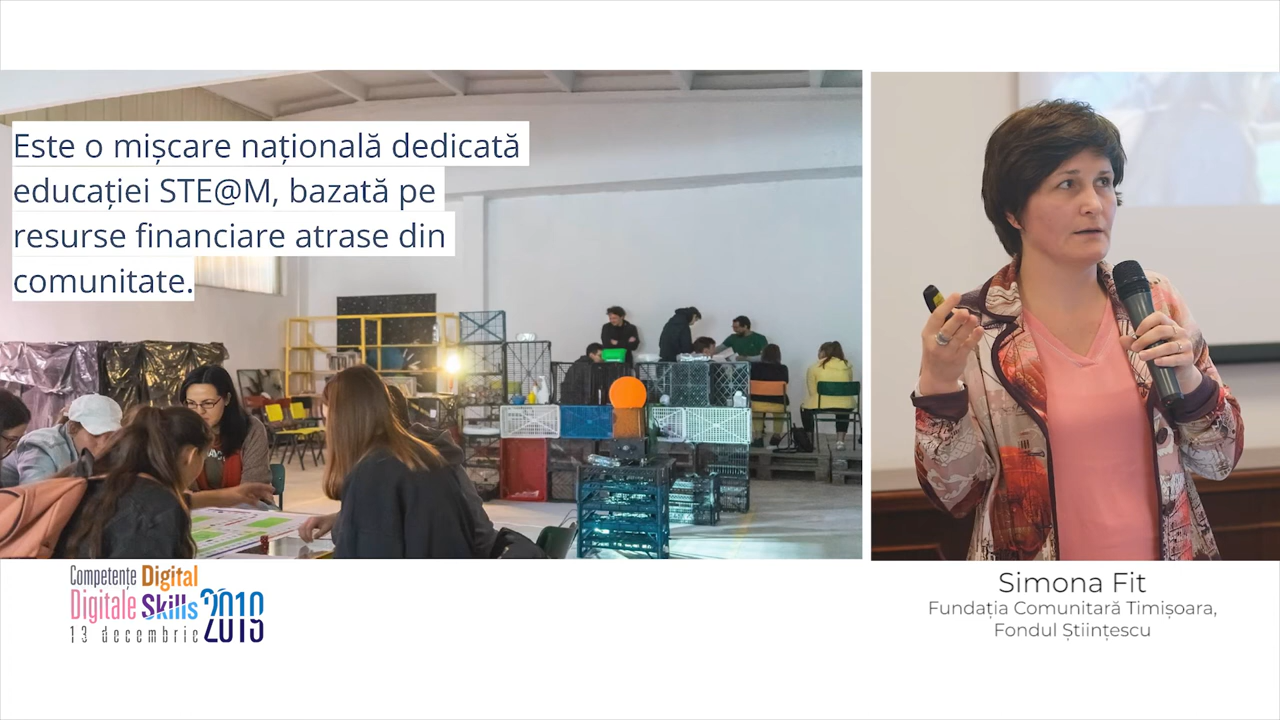 Este o mișcare națională dedicată
educației STE@M, bazată pe
resurse financiare atrase din
comunitate.
Competențe Digital
Digitale Skills 2019
13 decembrie
Simona Fit
Fundația Comunitară Timișoara,
Fondul Științescu